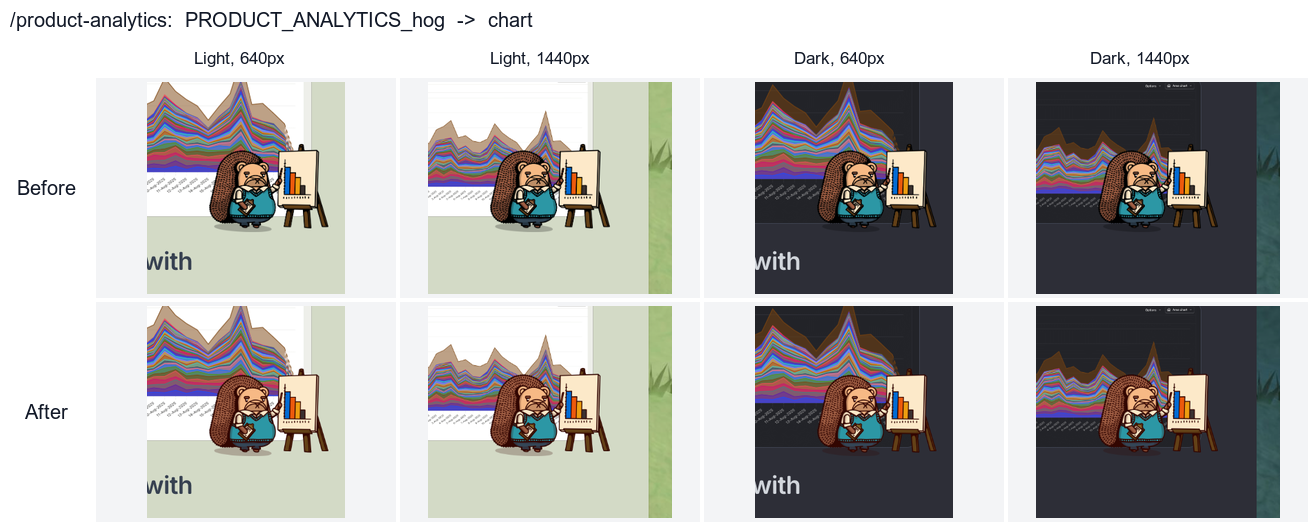 /product-analytics: PRODUCT_ANALYTICS_hog -> chart
Light, 640px
Light, 1440px
Dark, 640px
Dark, 1440px
Before
with
with
After
with
with